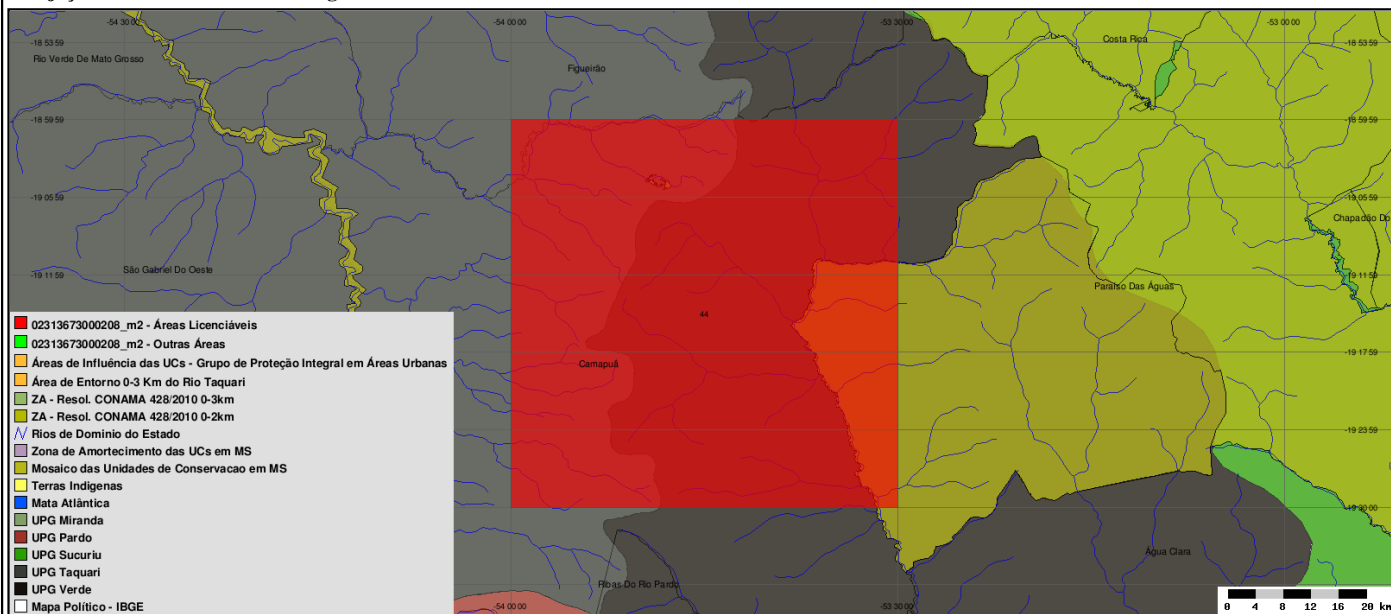 -54 30 00
-54 00 00
-53 30 00
-53 00 00
-18 53 59
-18 53 59
Rio Verde De Mato Grosso
Figueirão
Costa Rica
-18 59 59
-18 59 59
-19 05 59
-19 05 59
Chapadão Do
São Gabriel Do Oeste
-19 11 59
-19 11 59
Paraíso Das Águas
44
Camapuã
-19 17 59
-19 23 59
-19 30 00
Água Clara
Ribas Do Rio Pardo
-54 00 00
-53 30 00
02313673000208_m2 - Áreas Licenciáveis
02313673000208_m2 - Outras Áreas
Áreas de Influência das UCs - Grupo de Proteção Integral em Áreas Urbanas
Área de Entorno 0-3 Km do Rio Taquari
ZA - Resol. CONAMA 428/2010 0-3km
ZA - Resol. CONAMA 428/2010 0-2km
Rios de Dominio do Estado
Zona de Amortecimento das UCs em MS
Mosaico das Unidades de Conservacao em MS
Terras Indigenas
Mata Atlântica
UPG Miranda
UPG Pardo
UPG Sucuriu
UPG Taquari
UPG Verde
Mapa Político - IBGE
0 4 8 12 16 20 km